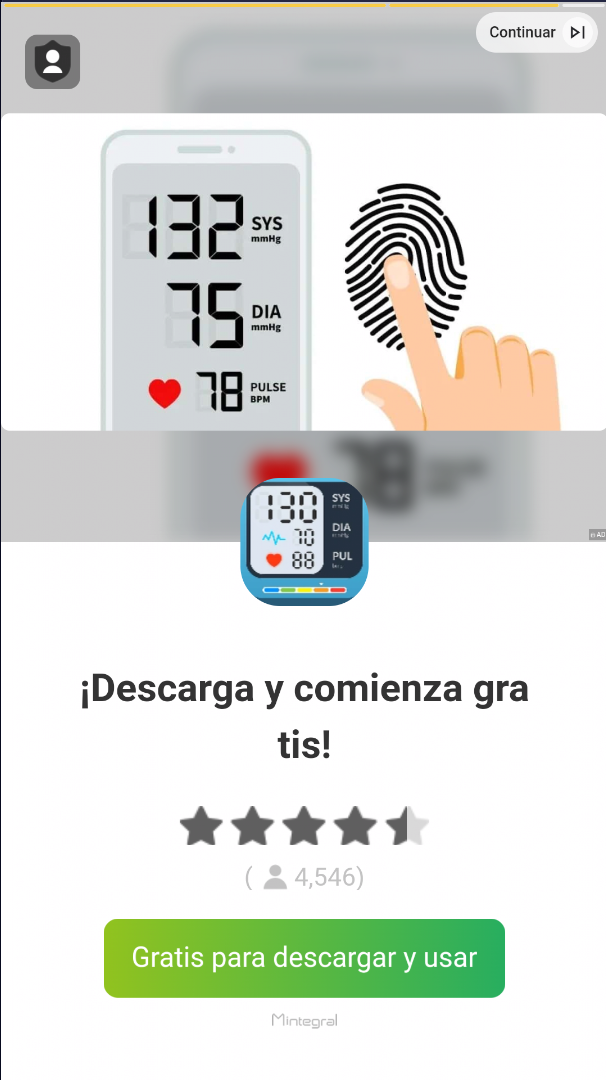 Continuar
132 SYS
mmHg
75 DIA
mmHg
78 PULSE
BPM
78
130 SYS
70 DIA
88 PUL
AD
¡Descarga y comienza gra
tis!
( 4,546)
Gratis para descargar y usar
Mintegral